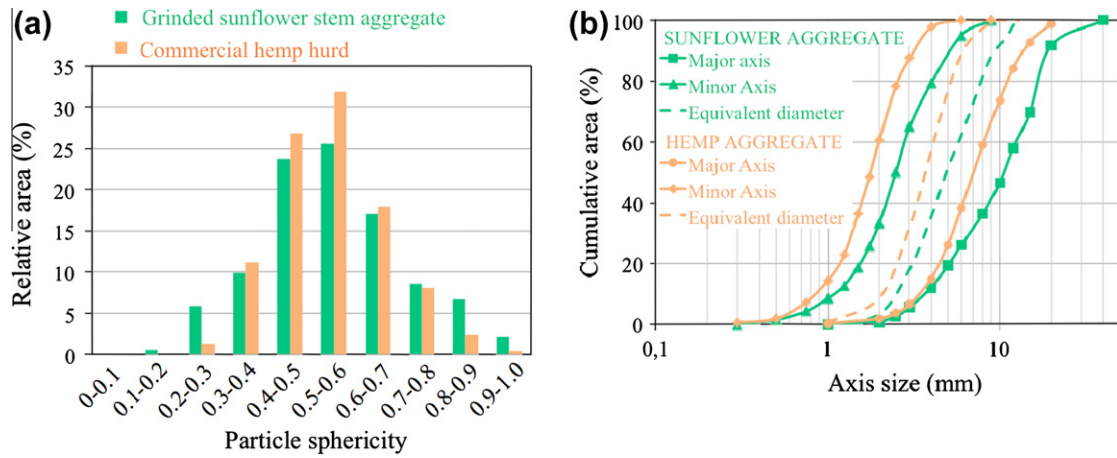 (a)
Grinded sunflower stem aggregate
Commercial hemp hurd
Relative area (%)
35
30
25
20
15
10
5
0
0-0.1
0.1-0.2
0.2-0.3
0.3-0.4
0.4-0.5
0.5-0.6
0.6-0.7
0.7-0.8
0.8-0.9
0.9-1.0
Particle sphericity
(b)
Cumulative area (%)
100
80
60
40
20
0
SUNFLOWER AGGREGATE
Major axis
Minor Axis
Equivalent diameter
HEMP AGGREGATE
Major Axis
Minor Axis
Equivalent diameter
0,1
1
10
Axis size (mm)